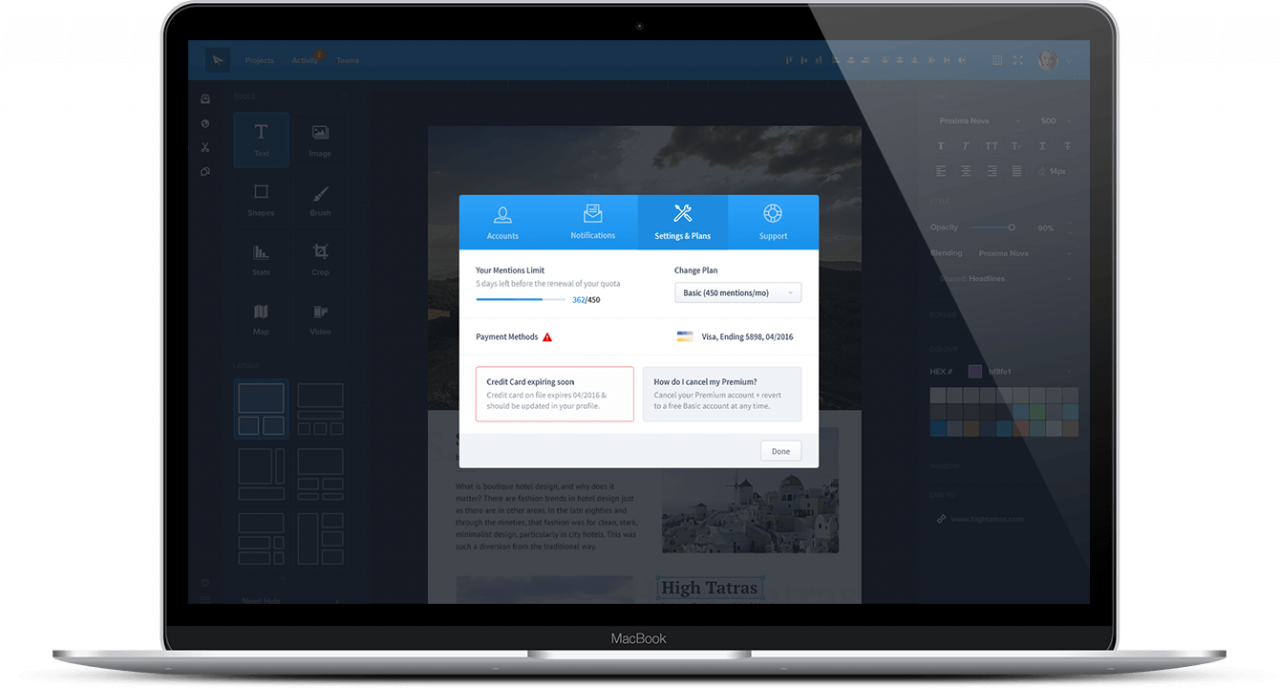 Projects
Activity
Teams
TOOLS
Text
Image
Shapes
Brush
Stats
Crop
Map
Video
LAYOUT
Need Help
Accounts
Notifications
Settings & Plans
Support
Your Mentions Limit
5 days left before the renewal of your quota
362/450
Change Plan
Basic (450 mentions/mo)
Payment Methods
Visa, Ending 5898, 04/2016
Credit Card expiring soon
Credit card on file expires 04/2016 &
should be updated in your profile.
How do I cancel my Premium?
Cancel your Premium account + revert
to a free Basic account at any time.
Done
What is boutique hotel design, and why does it
matter? There are fashion trends in hotel design just
as there are in other areas. In the late eighties and
through the nineties, that fashion was for clean, stark,
minimalist design, particularly in city hotels. This was
such a diversion from the traditional way.
High Tatras
Proxima Nova
500
14px
STYLE
Opacity
90%
Blending
Proxima Nova
Shared Headlines
BORDER
COLOUR
HEX #
SHADOW
LINK TO
www.hightatras.com
MacBook